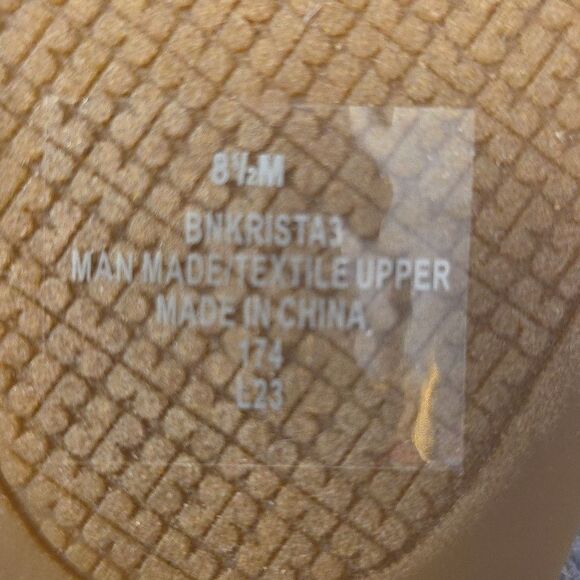 8½M
BNKRISTA3
MAN MADE/TEXTILE UPPER
MADE IN CHINA
174
L23